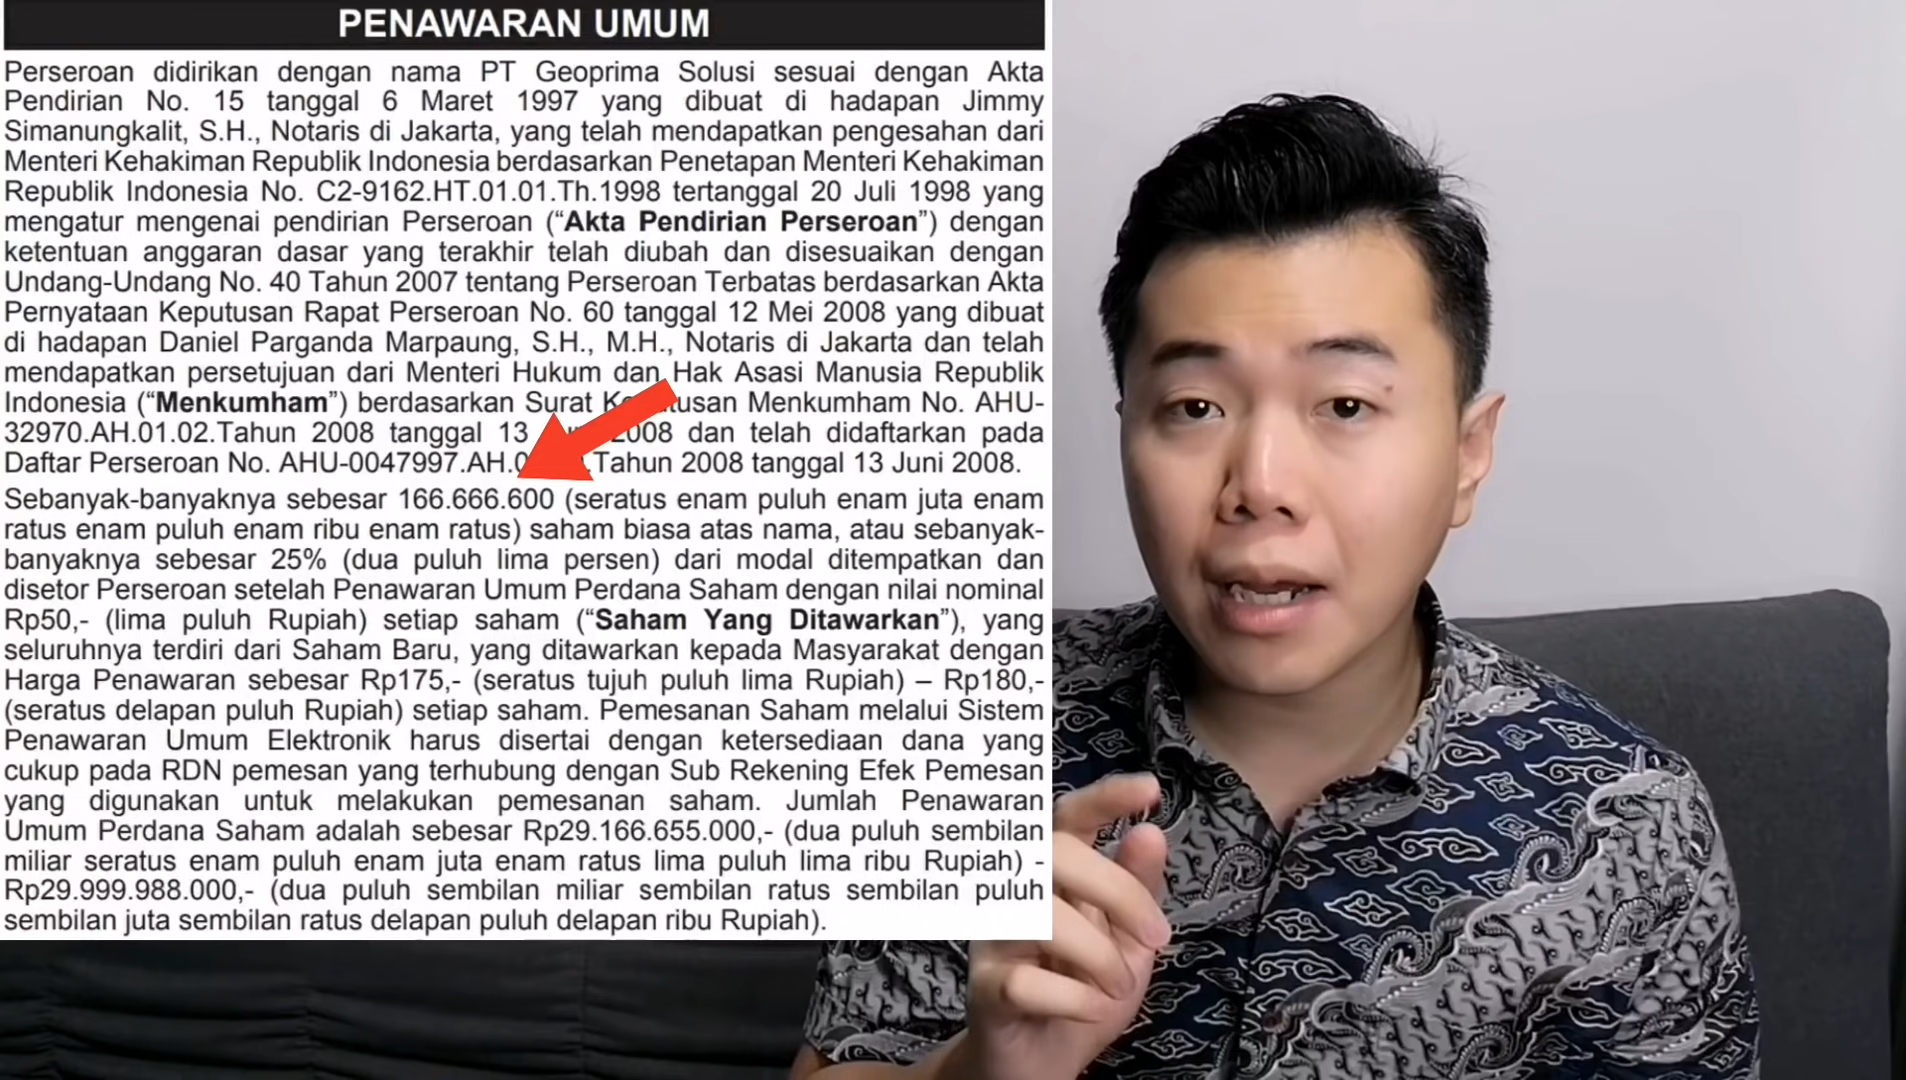 PENAWARAN UMUM
Perseroan didirikan dengan nama PT Geoprima Solusi sesuai dengan Akta
Pendirian No. 15 tanggal 6 Maret 1997 yang dibuat di hadapan Jimmy
Simanungkalit, S.H., Notaris di Jakarta, yang telah mendapatkan pengesahan dari
Menteri Kehakiman Republik Indonesia berdasarkan Penetapan Menteri Kehakiman
Republik Indonesia No. C2-9162.HT.01.01.Th.1998 tertanggal 20 Juli 1998 yang
mengatur mengenai pendirian Perseroan (“Akta Pendirian Perseroan”) dengan
ketentuan anggaran dasar yang terakhir telah diubah dan disesuaikan dengan
Undang-Undang No. 40 Tahun 2007 tentang Perseroan Terbatas berdasarkan Akta
Pernyataan Keputusan Rapat Perseroan No. 60 tanggal 12 Mei 2008 yang dibuat
di hadapan Daniel Parganda Marpaung, S.H., M.H., Notaris di Jakarta dan telah
mendapatkan persetujuan dari Menteri Hukum dan Hak Asasi Manusia Republik
Indonesia (“Menkumham”) berdasarkan Surat Menkumham No. AHU-
32970.AH.01.02.Tahun 2008 tanggal 13 2008 dan telah didaftarkan pada
Daftar Perseroan No. Tahun 2008 tanggal 13 Juni 2008.
Sebanyak-banyaknya sebesar 166.666.600 (seratus enam puluh enam juta enam
ratus enam puluh enam ribu enam ratus) saham biasa atas nama, atau sebanyak-
banyaknya sebesar 25% (dua puluh lima persen) dari modal ditempatkan dan
disetor Perseroan setelah Penawaran Umum Perdana Saham dengan nilai nominal
Rp50,- (lima puluh Rupiah) setiap saham (“Saham Yang Ditawarkan”), yang
seluruhnya terdiri dari Saham Baru, yang ditawarkan kepada Masyarakat dengan
Harga Penawaran sebesar Rp175,- (seratus tujuh puluh lima Rupiah) – Rp180,-
(seratus delapan puluh Rupiah) setiap saham. Pemesanan Saham melalui Sistem
Penawaran Umum Elektronik harus disertai dengan ketersediaan dana yang
cukup pada RDN pemesan yang terhubung dengan Sub Rekening Efek Pemesan
yang digunakan untuk melakukan pemesanan saham. Jumlah Penawaran
Umum Perdana Saham adalah sebesar Rp29.166.655.000,- (dua puluh sembilan
miliar seratus enam puluh enam juta enam ratus lima puluh lima ribu Rupiah) -
Rp29.999.988.000,- (dua puluh sembilan miliar sembilan ratus sembilan puluh
sembilan juta sembilan ratus delapan puluh delapan ribu Rupiah).